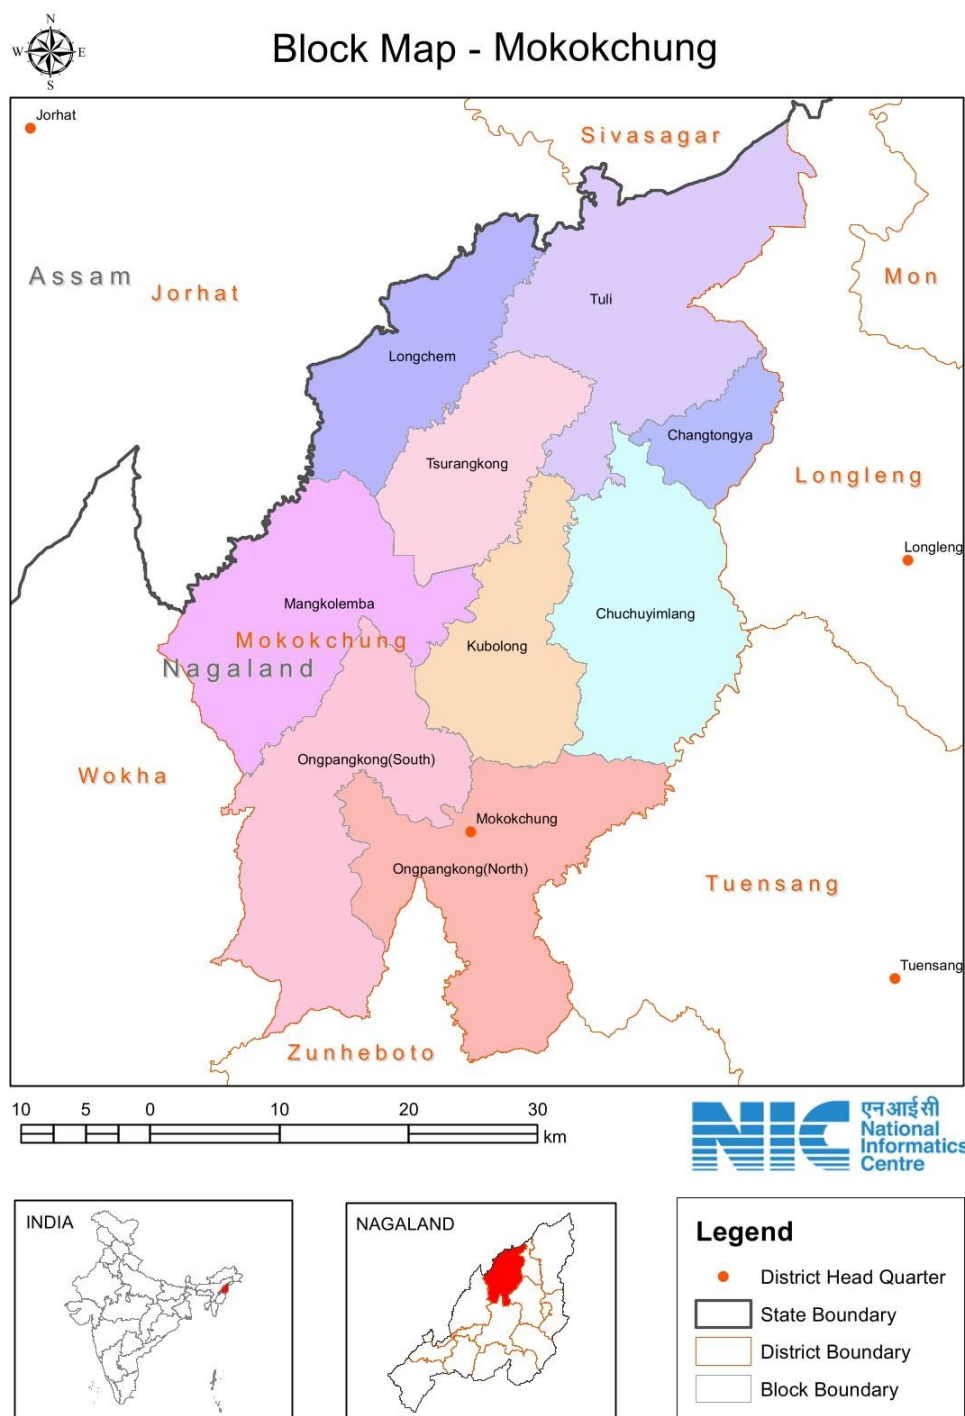 Block Map - Mokokchung
N
W
E
S
Jorhat
Sivasagar
Assam
Jorhat
Mon
Tuli
Longchem
Changtongya
Tsurangkong
Longleng
Longleng
Mangkolemba
Chuchuyimlang
Mokokchung
Kubolong
Nagaland
Ongpangkong(South)
Wokha
Mokokchung
Ongpangkong(North)
Tuensang
Tuensang
Zunheboto
10 5 0 10 20 30
km
NIC
एनआईसी
National
Informatics
Centre
INDIA
NAGALAND
Legend
District Head Quarter
State Boundary
District Boundary
Block Boundary